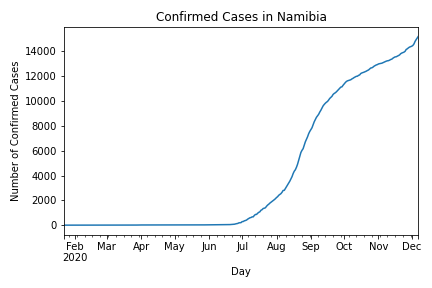 Confirmed Cases in Namibia
Number of Confirmed Cases
14000
12000
10000
8000
6000
4000
2000
0
Feb Mar Apr May Jun Jul Aug Sep Oct Nov Dec
2020
Day